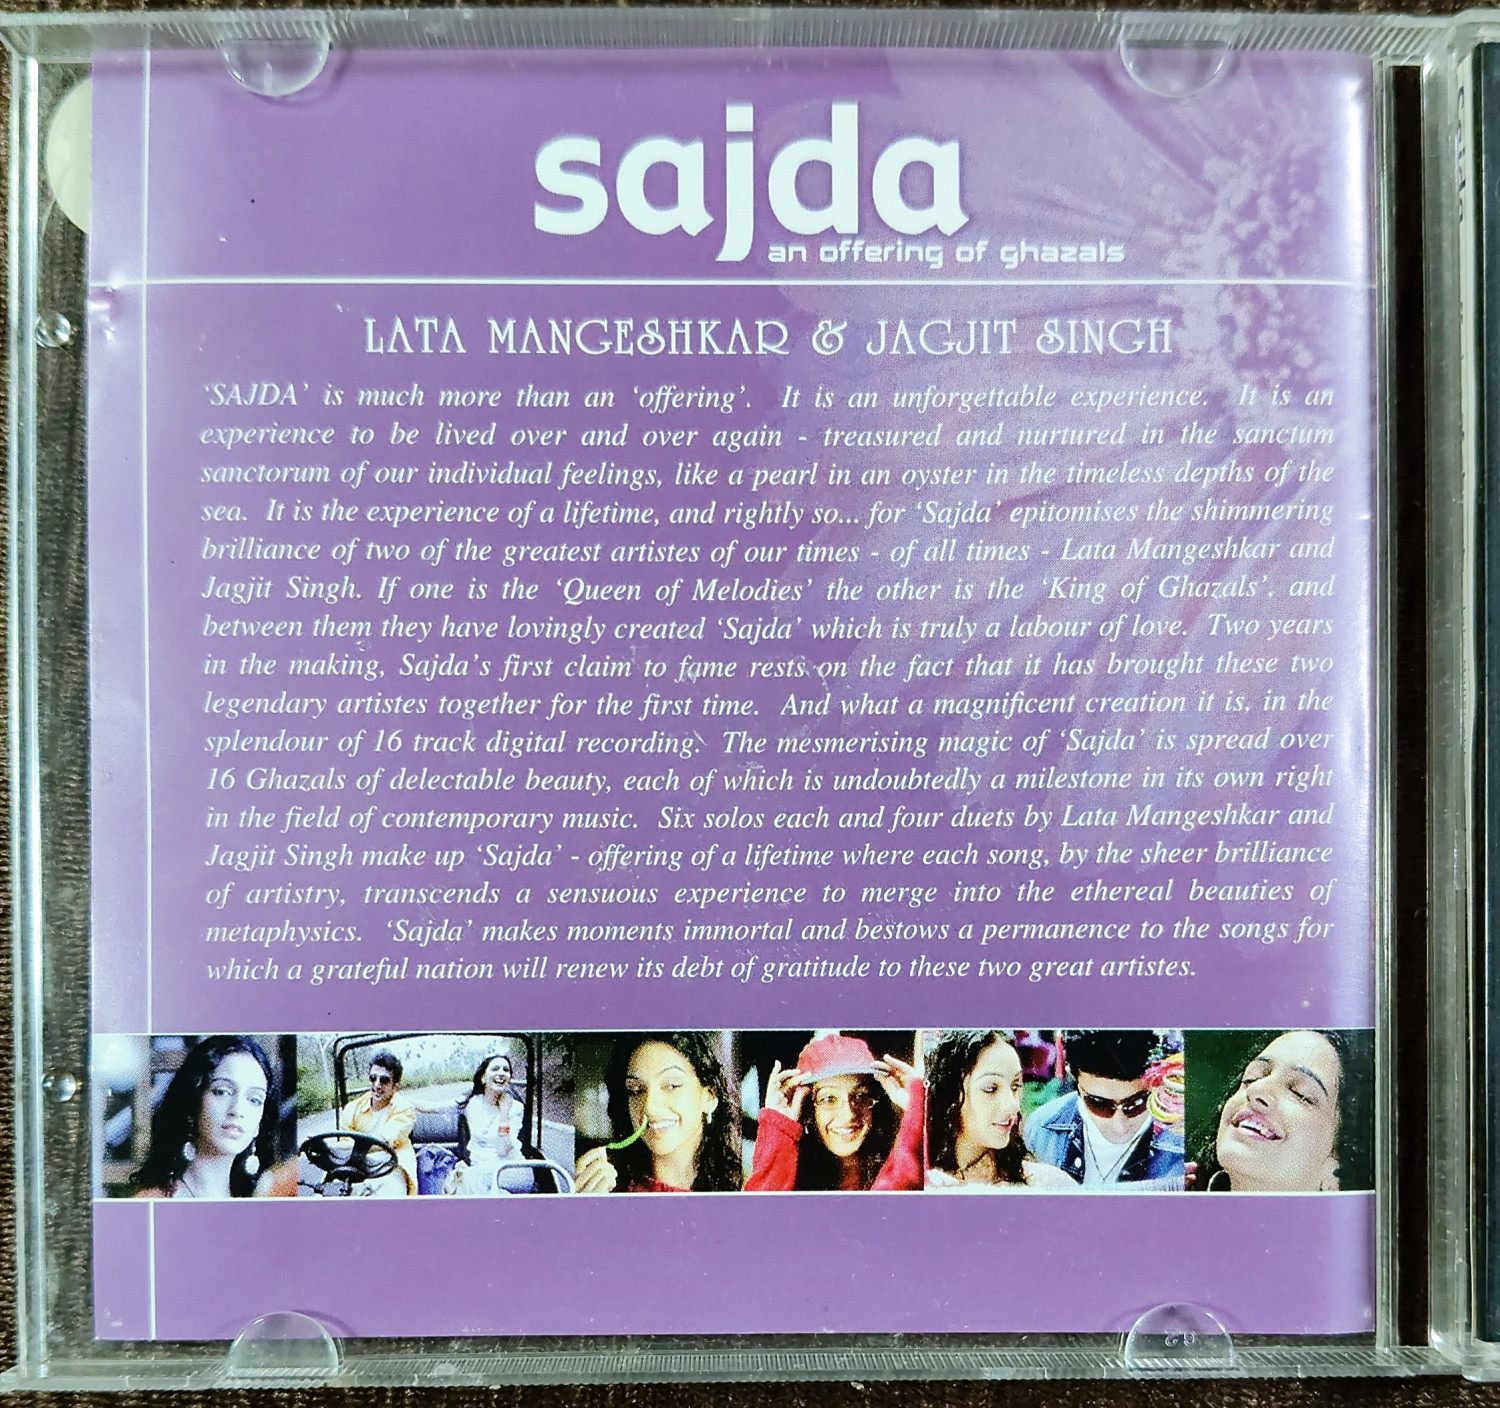 sajda
an offering of ghazals
LATA MANGESHKAR & JAGJIT SINGH
‘SAJDA’ is much more than an ‘offering’. It is an unforgettable experience. It is an
experience to be lived over and over again - treasured and nurtured in the sanctum
sanctorum of our individual feelings, like a pearl in an oyster in the timeless depths of the
sea. It is the experience of a lifetime, and rightly so... for ‘Sajda’ epitomises the shimmering
brilliance of two of the greatest artistes of our times - of all times - Lata Mangeshkar and
Jagjit Singh. If one is the ‘Queen of Melodies’ the other is the ‘King of Ghazals’, and
between them they have lovingly created ‘Sajda’ which is truly a labour of love. Two years
in the making, Sajda’s first claim to fame rests on the fact that it has brought these two
legendary artistes together for the first time. And what a magnificent creation it is, in the
splendour of 16 track digital recording. The mesmerising magic of ‘Sajda’ is spread over
16 Ghazals of delectable beauty, each of which is undoubtedly a milestone in its own right
in the field of contemporary music. Six solos each and four duets by Lata Mangeshkar and
Jagjit Singh make up ‘Sajda’ - offering of a lifetime where each song, by the sheer brilliance
of artistry, transcends a sensuous experience to merge into the ethereal beauties of
metaphysics. ‘Sajda’ makes moments immortal and bestows a permanence to the songs for
which a grateful nation will renew its debt of gratitude to these two great artistes.